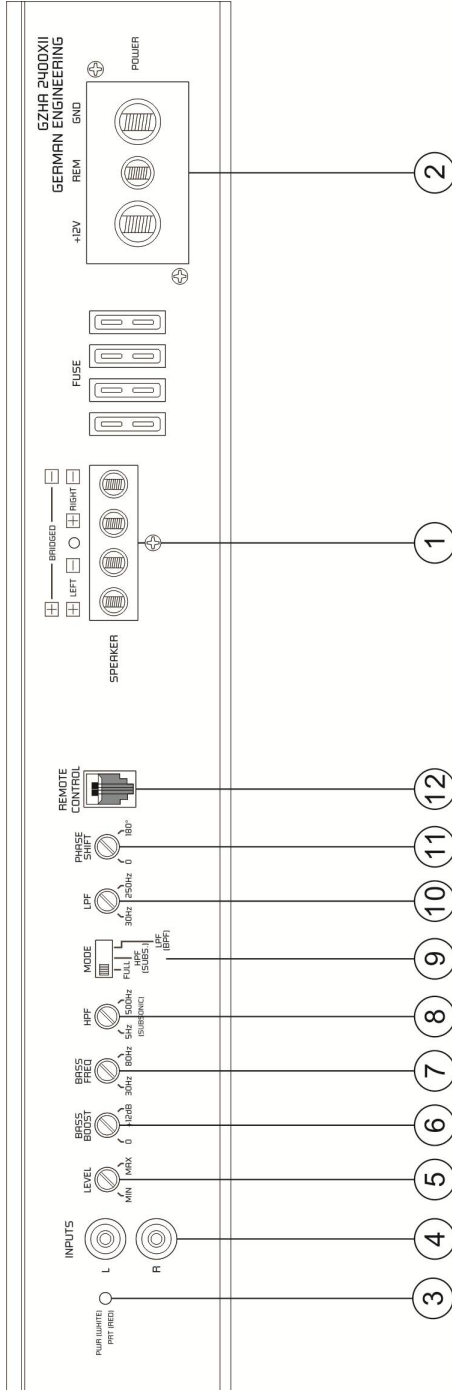 PWR (WHITE)
PRT (RED)
INPUTS
L
R
LEVEL
MIN
MAX
BASS
BOOST
0
+12dB
BASS
FREQ
30Hz
80Hz
HPF
5Hz
500Hz
(SUBSONIC)
MODE
FULL
HPF
(SUBS.)
LPF
(BPF)
LPF
30Hz
250Hz
PHASE
SHIFT
0
180°
REMOTE
CONTROL
+ BRIDGED -
+ LEFT - + RIGHT -
SPEAKER
FUSE
GZHA 2400XII
GERMAN ENGINEERING
+12V
REM
GND
POWER
3
4
5
6
7
8
9
10
11
12
1
2